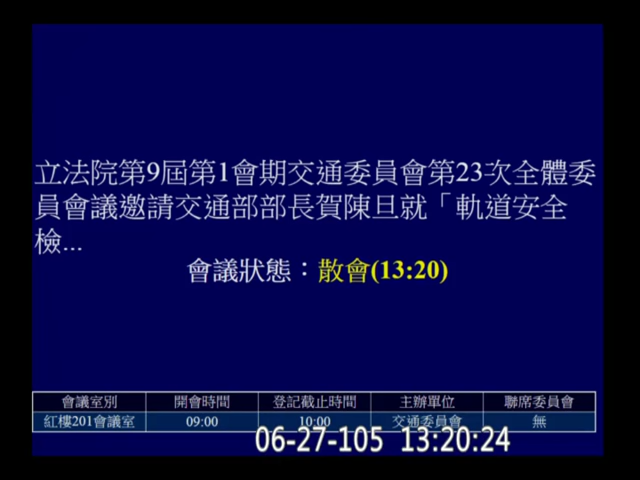 立法院第9屆第1會期交通委員會第23次全體委
員會議邀請交通部部長賀陳旦就「軌道安全
檢...
會議狀態：散會(13:20)
會議室別 開會時間 登記截止時間 主辦單位 聯席委員會
紅樓201會議室 09:00 10:00 交通委員會 無
06-27-105 13:20:24